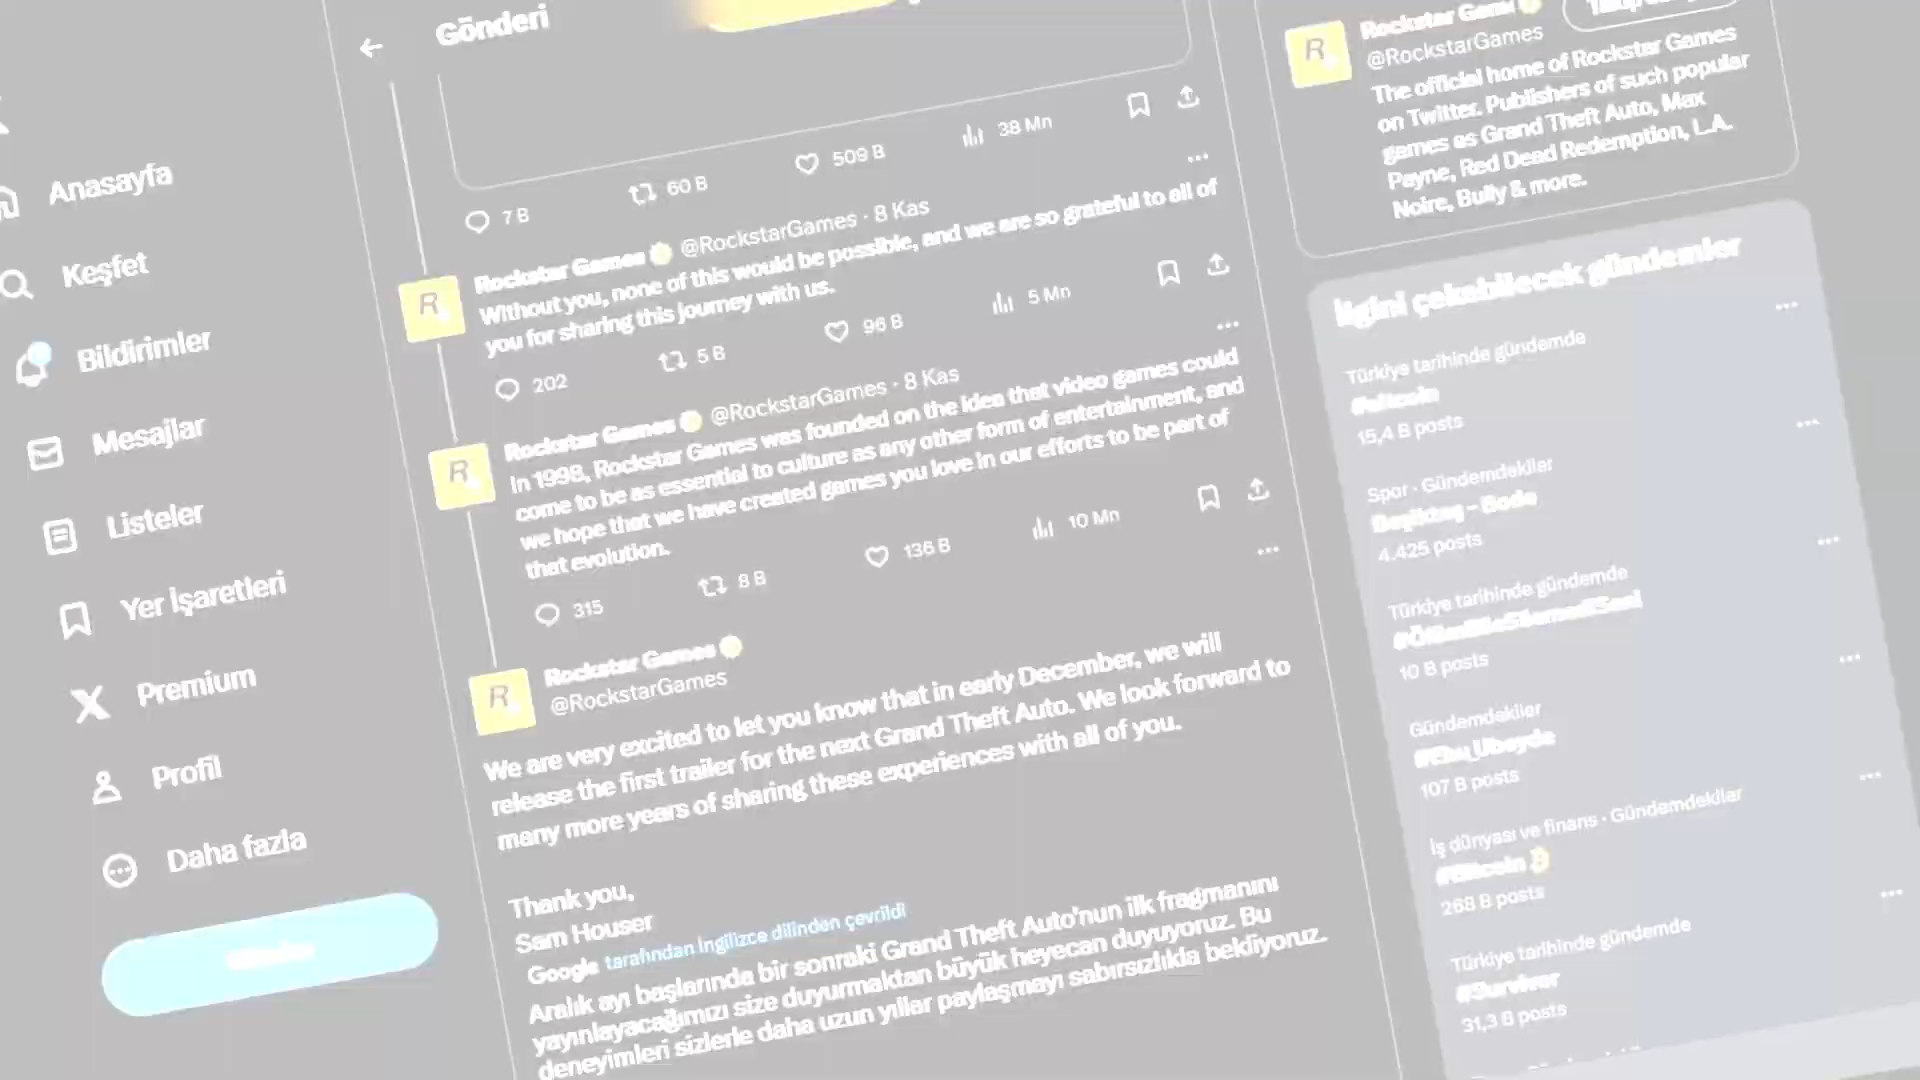 Gönderi
Anasayfa
Keşfet
Bildirimler
Mesajlar
Listeler
Yer İşaretleri
Premium
Profil
Daha fazla
7 B
60 B
509 B
38 Mn
Rockstar Games @RockstarGames · 8 Kas
Without you, none of this would be possible, and we are so grateful to all of
you for sharing this journey with us.
202
5 B
96 B
5 Mn
Rockstar Games @RockstarGames · 8 Kas
In 1998, Rockstar Games was founded on the idea that video games could
come to be as essential to culture as any other form of entertainment, and
we hope that we have created games you love in our efforts to be part of
that evolution.
315
8 B
136 B
10 Mn
Rockstar Games
@RockstarGames
We are very excited to let you know that in early December, we will
release the first trailer for the next Grand Theft Auto. We look forward to
many more years of sharing these experiences with all of you.
Thank you,
Sam Houser
Google tarafından İngilizce dilinden çevrildi
Aralık ayı başlarında bir sonraki Grand Theft Auto'nun ilk fragmanını
yayınlayacağımızı size duyurmaktan büyük heyecan duyuyoruz. Bu
deneyimleri sizlerle daha uzun yıllar paylaşmayı sabırsızlıkla bekliyoruz.
R
Rockstar Games
@RockstarGames
The official home of Rockstar Games
on Twitter. Publishers of such popular
games as Grand Theft Auto, Max
Payne, Red Dead Redemption, L.A.
Noire, Bully & more.
İlgini çekebilecek gündemler
Türkiye tarihinde gündemde
#altcoin
15,4 B posts
Spor · Gündemdekiler
Beşiktaş – Bodo
4.425 posts
Türkiye tarihinde gündemde
10 B posts
Gündemdekiler
#Ebu_Ubeyde
107 B posts
İş dünyası ve finans · Gündemdekiler
#Bitcoin
268 B posts
Türkiye tarihinde gündemde
#Survivor
31,3 B posts